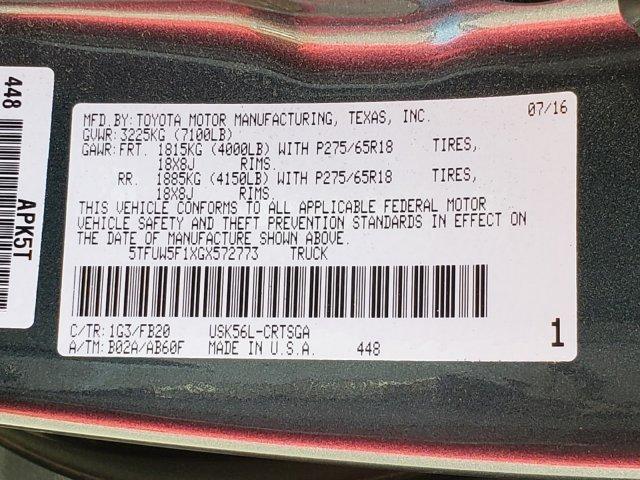 448
APK5T
MFD.BY:TOYOTA MOTOR MANUFACTURING, TEXAS, INC. 07/16
GVWR:3225KG (7100LB)
GAWR:FRT. 1815KG (4000LB) WITH P275/65R18 TIRES,
18X8J RIMS.
RR. 1885KG (4150LB) WITH P275/65R18 TIRES,
18X8J RIMS.
THIS VEHICLE CONFORMS TO ALL APPLICABLE FEDERAL MOTOR
VEHICLE SAFETY AND THEFT PREVENTION STANDARDS IN EFFECT ON
THE DATE OF MANUFACTURE SHOWN ABOVE.
5TFUW5F1XGX572773 TRUCK
C/TR: 1G3/FB20 USK56L-CRTSGA
A/TM: B02A/AB60F MADE IN U.S.A. 448
1